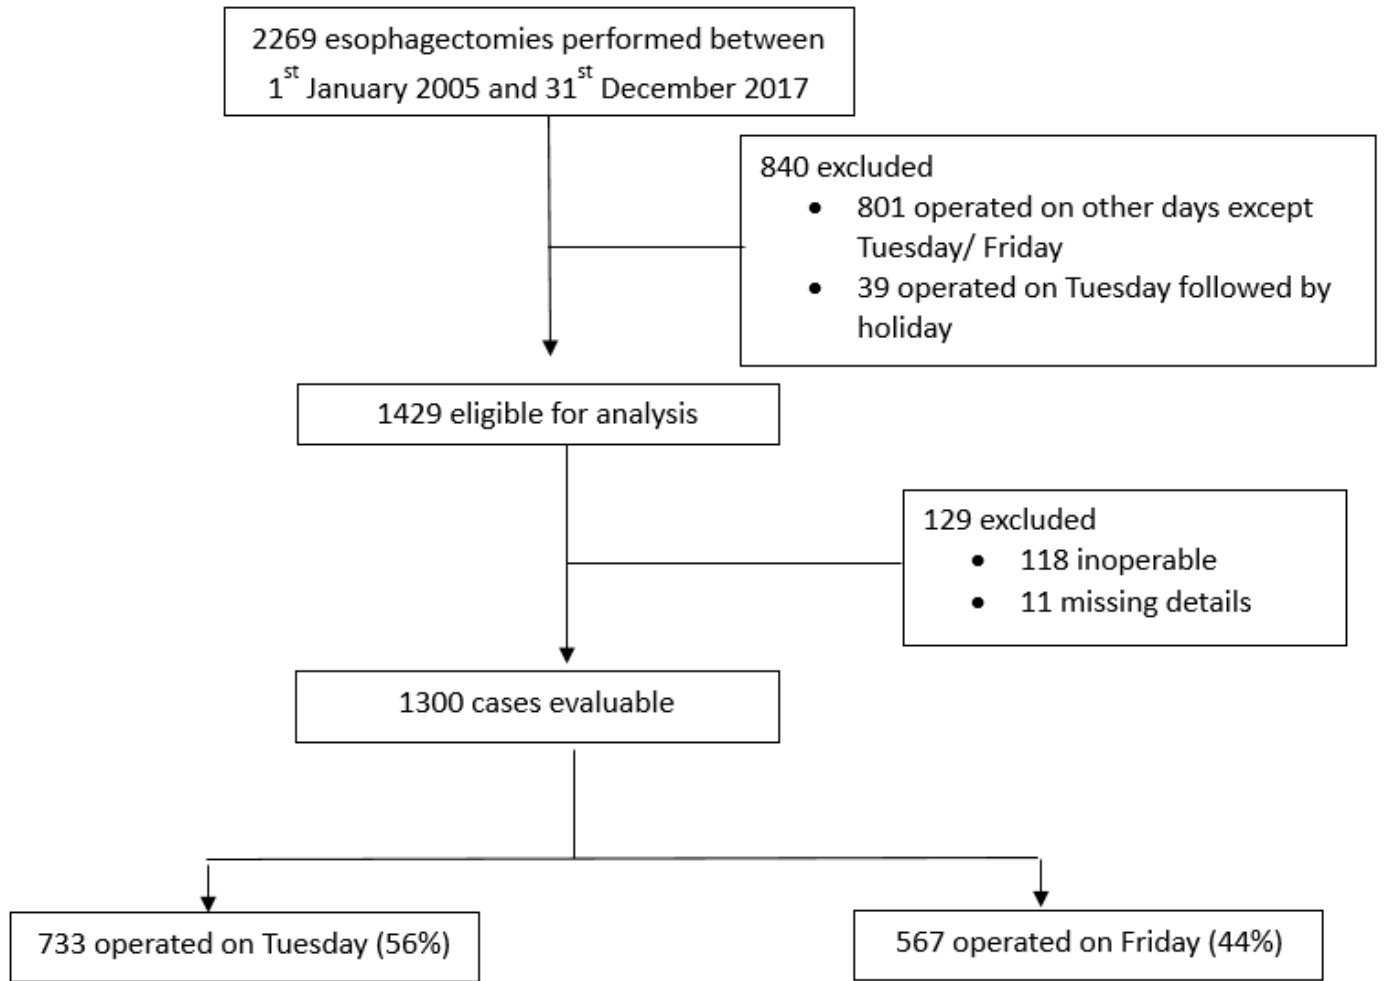 2269 esophagectomies performed between
1st January 2005 and 31st December 2017
840 excluded
• 801 operated on other days except
Tuesday/ Friday
• 39 operated on Tuesday followed by
holiday
1429 eligible for analysis
129 excluded
• 118 inoperable
• 11 missing details
1300 cases evaluable
733 operated on Tuesday (56%)
567 operated on Friday (44%)